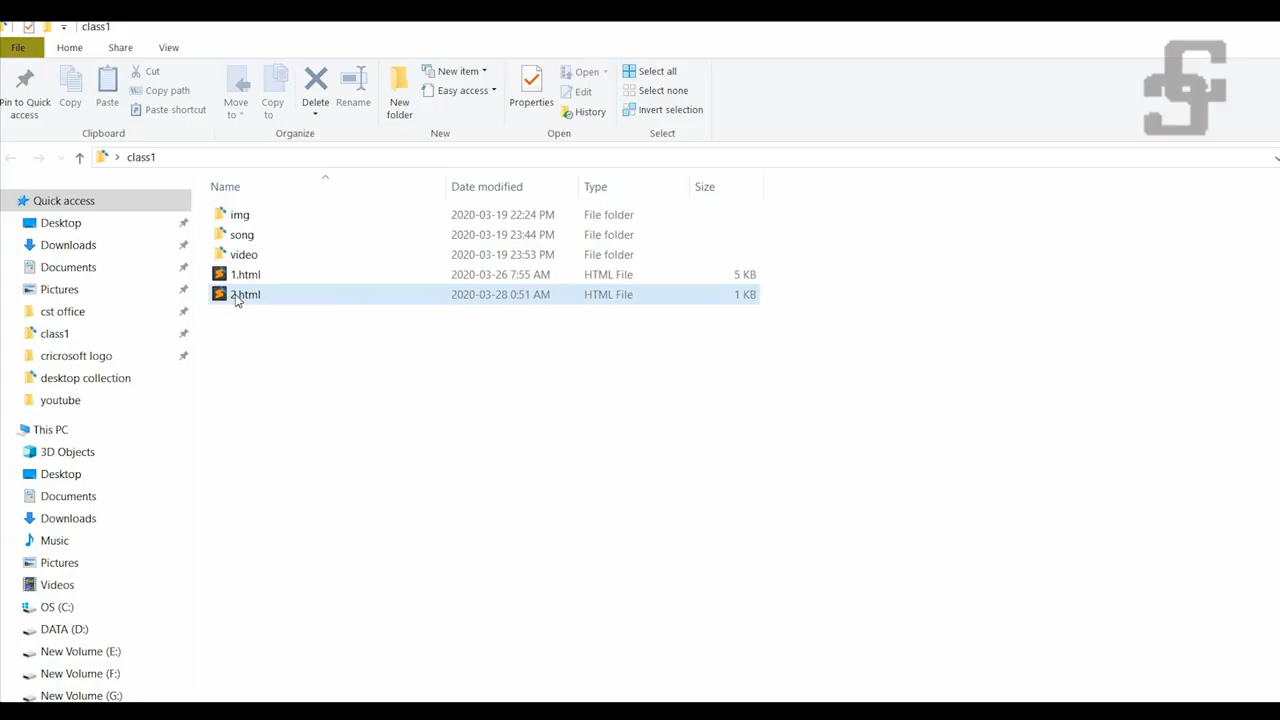 class1
File Home Share View
Pin to Quick access
Copy
Paste
Cut
Copy path
Paste shortcut
Clipboard
Move to
Copy to
Delete
Rename
Organize
New folder
New item
Easy access
New
Properties
Open
Edit
History
Open
Select all
Select none
Invert selection
Select
class1
Quick access
Desktop
Downloads
Documents
Pictures
cst office
class1
cricrosoft logo
desktop collection
youtube
This PC
3D Objects
Desktop
Documents
Downloads
Music
Pictures
Videos
OS (C:)
DATA (D:)
New Volume (E:)
New Volume (F:)
New Volume (G:)
Name Date modified Type Size
img 2020-03-19 22:24 PM File folder
song 2020-03-19 23:44 PM File folder
video 2020-03-19 23:53 PM File folder
1.html 2020-03-26 7:55 AM HTML File 5 KB
2.html 2020-03-28 0:51 AM HTML File 1 KB